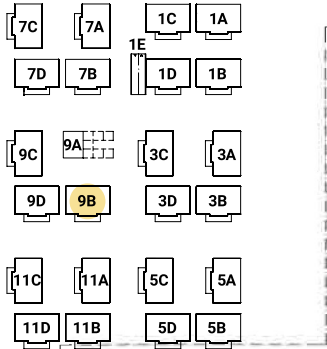 7C 7A 1C 1A
1E
7D 7B 1D 1B
9A
9C 3C 3A
9D 9B 3D 3B
11C 11A 5C 5A
11D 11B 5D 5B